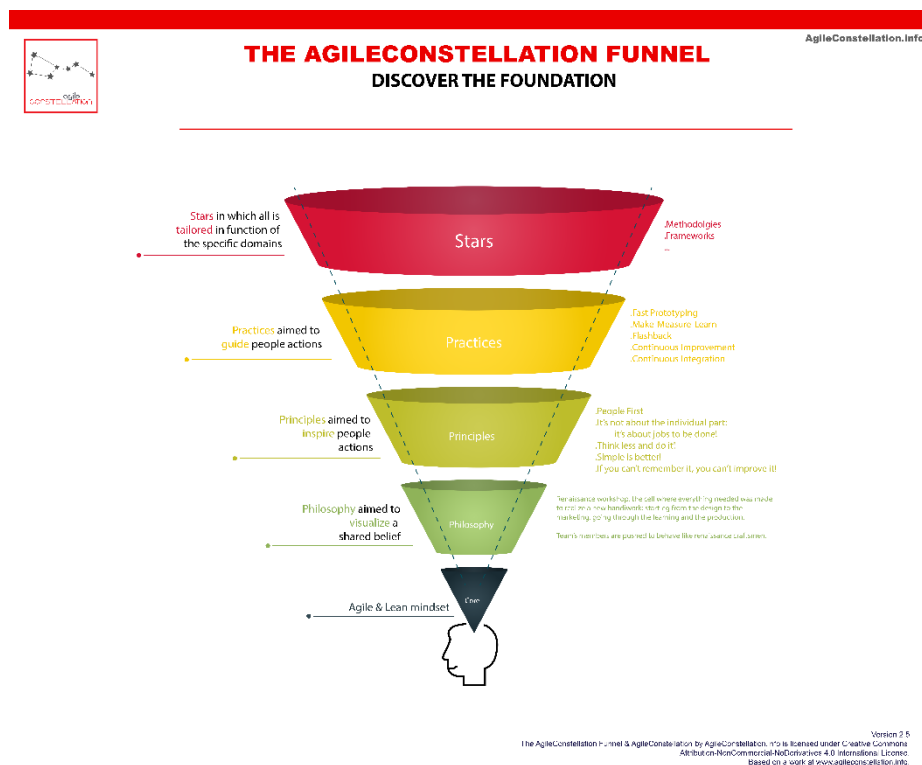 AgileConstellation.info
THE AGILECONSTELLATION FUNNEL
DISCOVER THE FOUNDATION
agile
CONSTELLATION
Stars in which all is
tailored in function of
the specific domains
Stars
.Methodolgies
.Frameworks
...
Practices aimed to
guide people actions
Practices
.Fast Prototyping
.Make-Measure-Learn
.Flashback
.Continuous Improvement
.Continuous Integration
Principles aimed to
inspire people
actions
Principles
.People First
.It's not about the individual part:
it's about jobs to be done!
.Think less and do it!
.Simple is better!
.If you can't remember it, you can't improve it!
Philosophy aimed to
visualize a
shared belief
Philosophy
Renaissance workshop, the cell where everything needed was made
to realize a new handiwork starting from the design to the
marketing, going through the learning and the production.
Team's members are pushed to behave like renaissance craftsmen.
Agile & Lean mindset
Core
Version 2.5
The AgileConstellation Funnel & AgileConstellation by AgileConstellation.info is licensed under Creative Commons
Attribution-NonCommercial-NoDerivatives 4.0 International License.
Based on a work at www.agileconstellation.info.